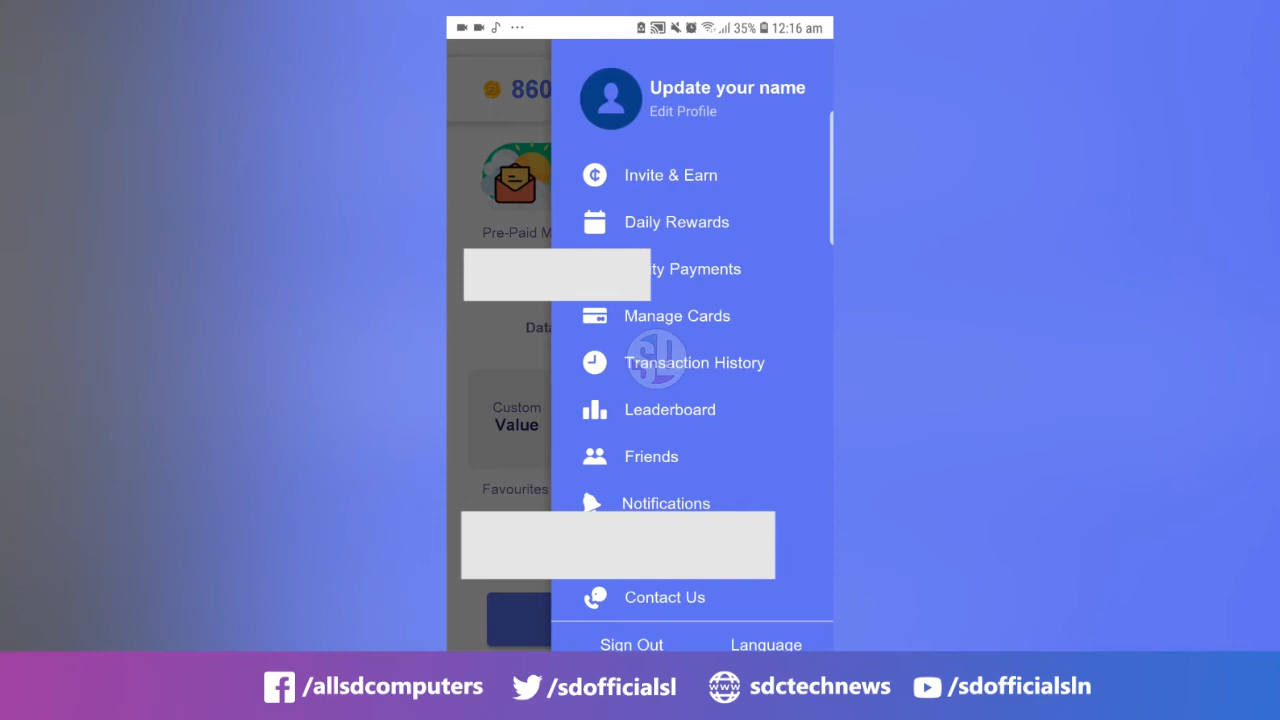 35% 12:16 am
860
Update your name
Edit Profile
Invite & Earn
Daily Rewards
Pre-Paid M
ty Payments
Manage Cards
Data
Transaction History
SD
Custom
Value
Leaderboard
Friends
Favourites
Notifications
Contact Us
Sign Out Language
/allsdcomputers /sdofficialsl sdctechnews /sdofficialsln